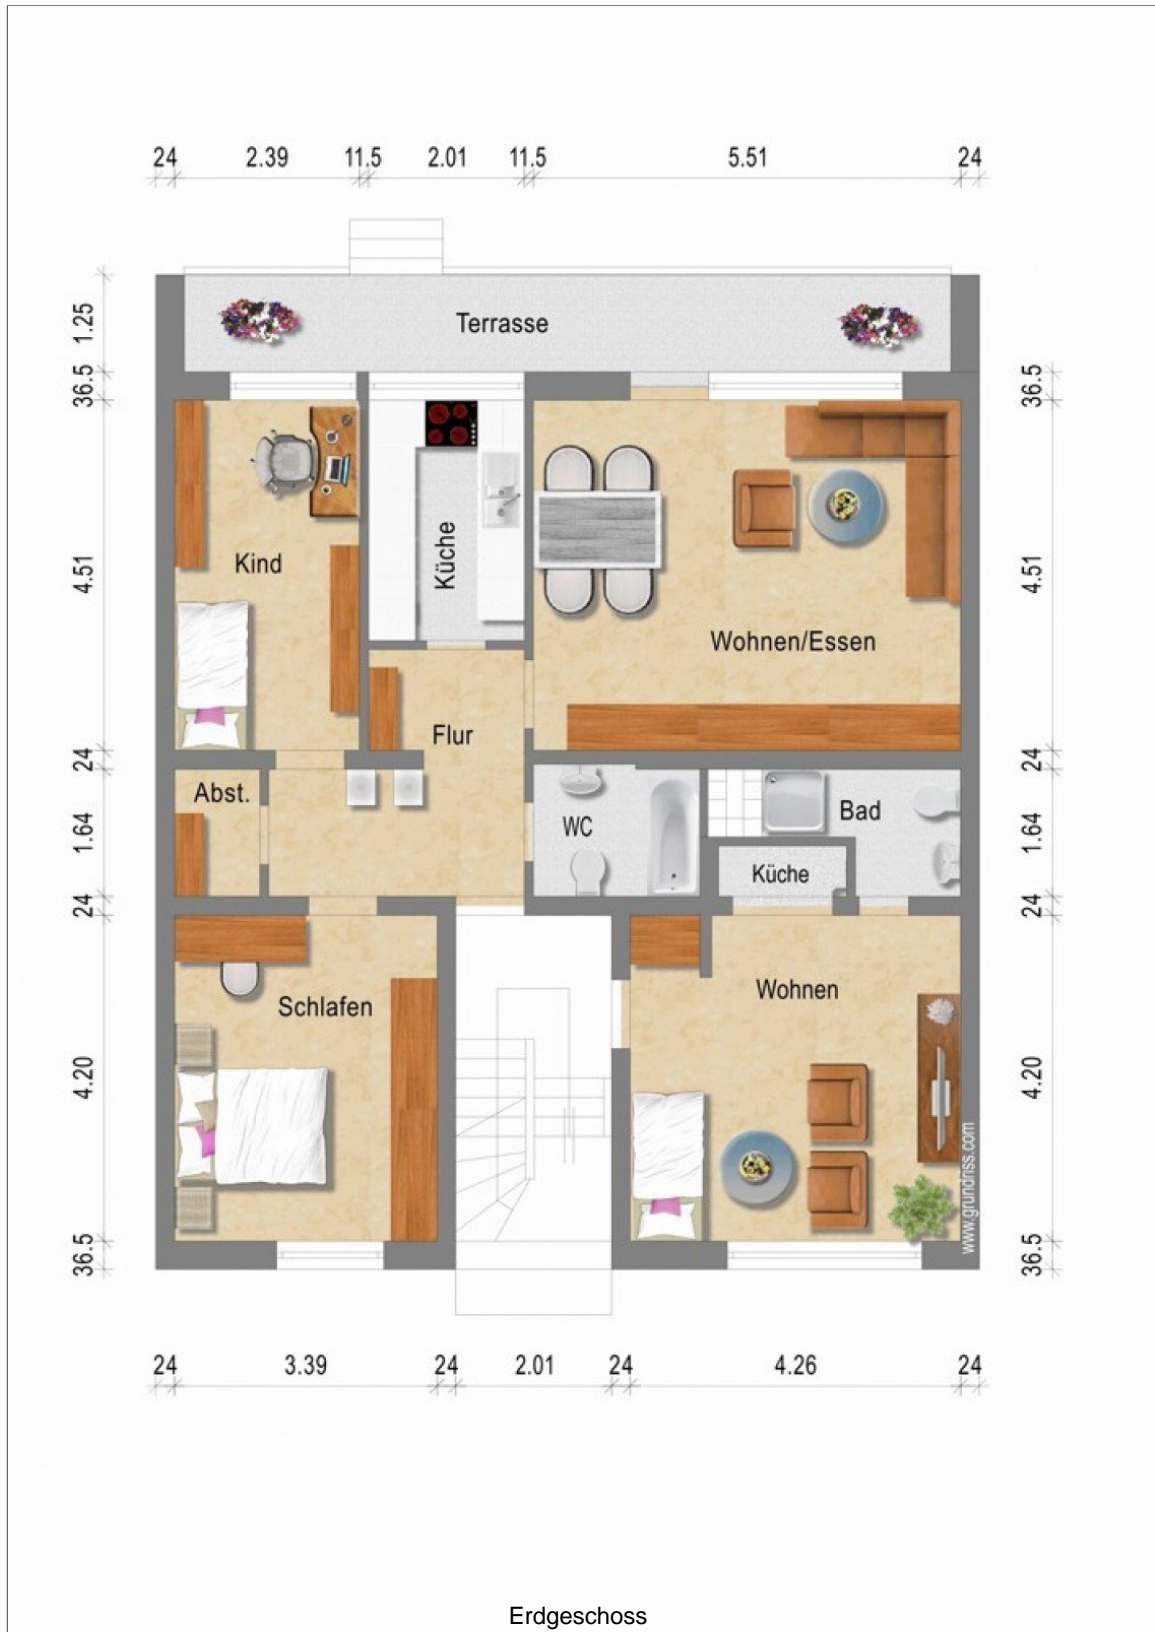 24 2.39 11.5 2.01 11.5 5.51 24
1.25
Terrasse
36.5
36.5
4.51
Kind
Küche
Wohnen/Essen
4.51
Flur
24
24
Abst.
1.64
WC
Bad
Küche
1.64
24
24
Schlafen
Wohnen
4.20
4.20
www.grundriss.com
36.5
36.5
24 3.39 24 2.01 24 4.26 24
Erdgeschoss